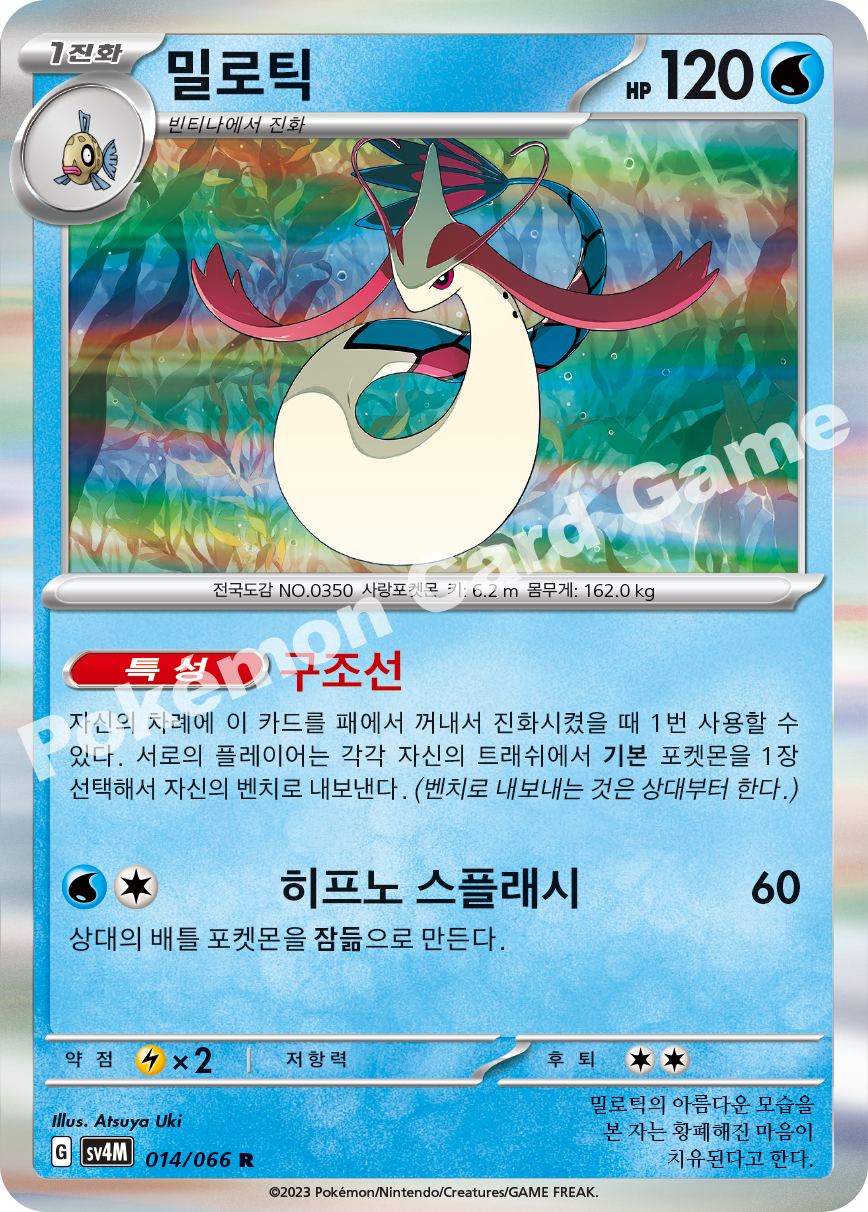 1진화
밀로틱
HP 120
빈티나에서 진화
전국도감 NO.0350 사랑포켓몬 키: 6.2 m 몸무게: 162.0 kg
Pokémon Card Game
특성 구조선
자신의 차례에 이 카드를 패에서 꺼내서 진화시켰을 때 1번 사용할 수
있다. 서로의 플레이어는 각각 자신의 트래쉬에서 기본 포켓몬을 1장
선택해서 자신의 벤치로 내보낸다. (벤치로 내보내는 것은 상대부터 한다.)
히프노 스플래시 60
상대의 배틀 포켓몬을 잠듦으로 만든다.
약점 ×2 저항력 후퇴
Illus. Atsuya Uki
G sv4M 014/066 R
밀로틱의 아름다운 모습을
본 자는 황폐해진 마음이
치유된다고 한다.
©2023 Pokémon/Nintendo/Creatures/GAME FREAK.